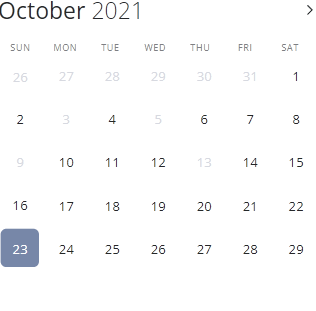 October 2021
SUN MON TUE WED THU FRI SAT
26 27 28 29 30 31 1
2 3 4 5 6 7 8
9 10 11 12 13 14 15
16 17 18 19 20 21 22
23 24 25 26 27 28 29